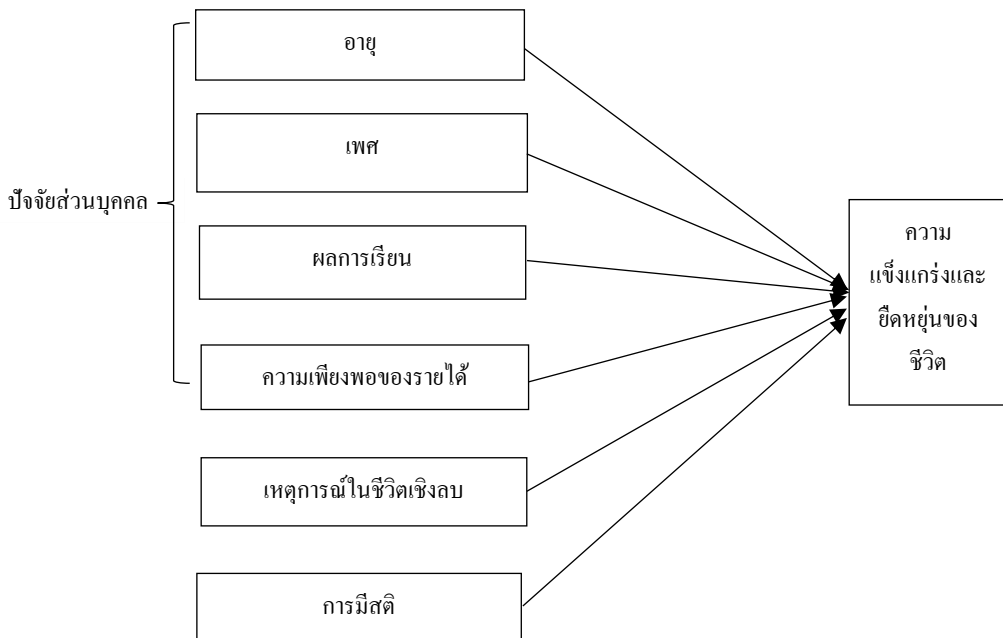 อายุ
เพศ
ปัจจัยส่วนบุคคล
ผลการเรียน
ความเพียงพอของรายได้
เหตุการณ์ในชีวิตเชิงลบ
การมีสติ
ความ
แข็งแกร่งและ
ยืดหยุ่นของ
ชีวิต